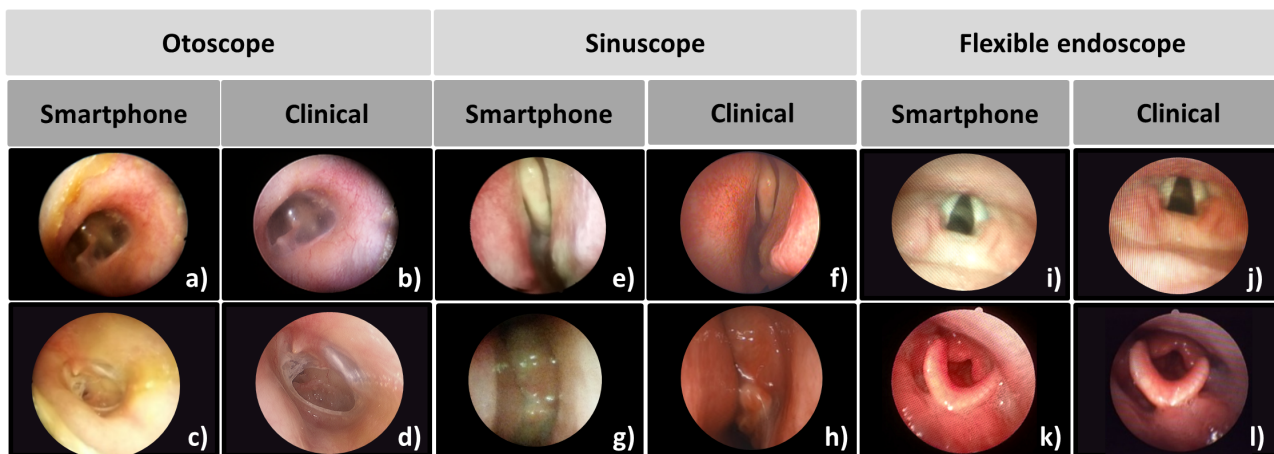 Otoscope Sinuscope Flexible endoscope
Smartphone Clinical Smartphone Clinical Smartphone Clinical
a) b) e) f) i) j)
c) d) g) h) k) l)